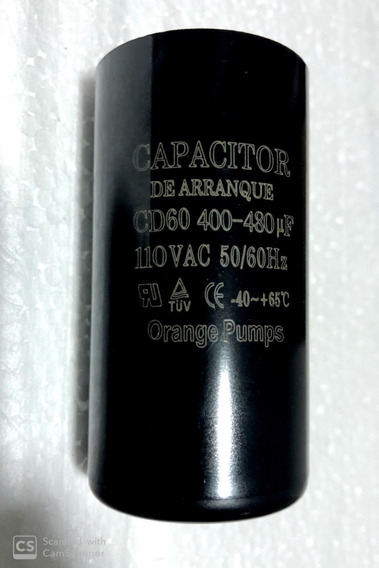 CAPACITOR
DE ARRANQUE
CD60 400-480µF
110VAC 50/60Hz
TÜV CE -40~+65℃
Orange Pumps
CS Scanned with
CamScanner